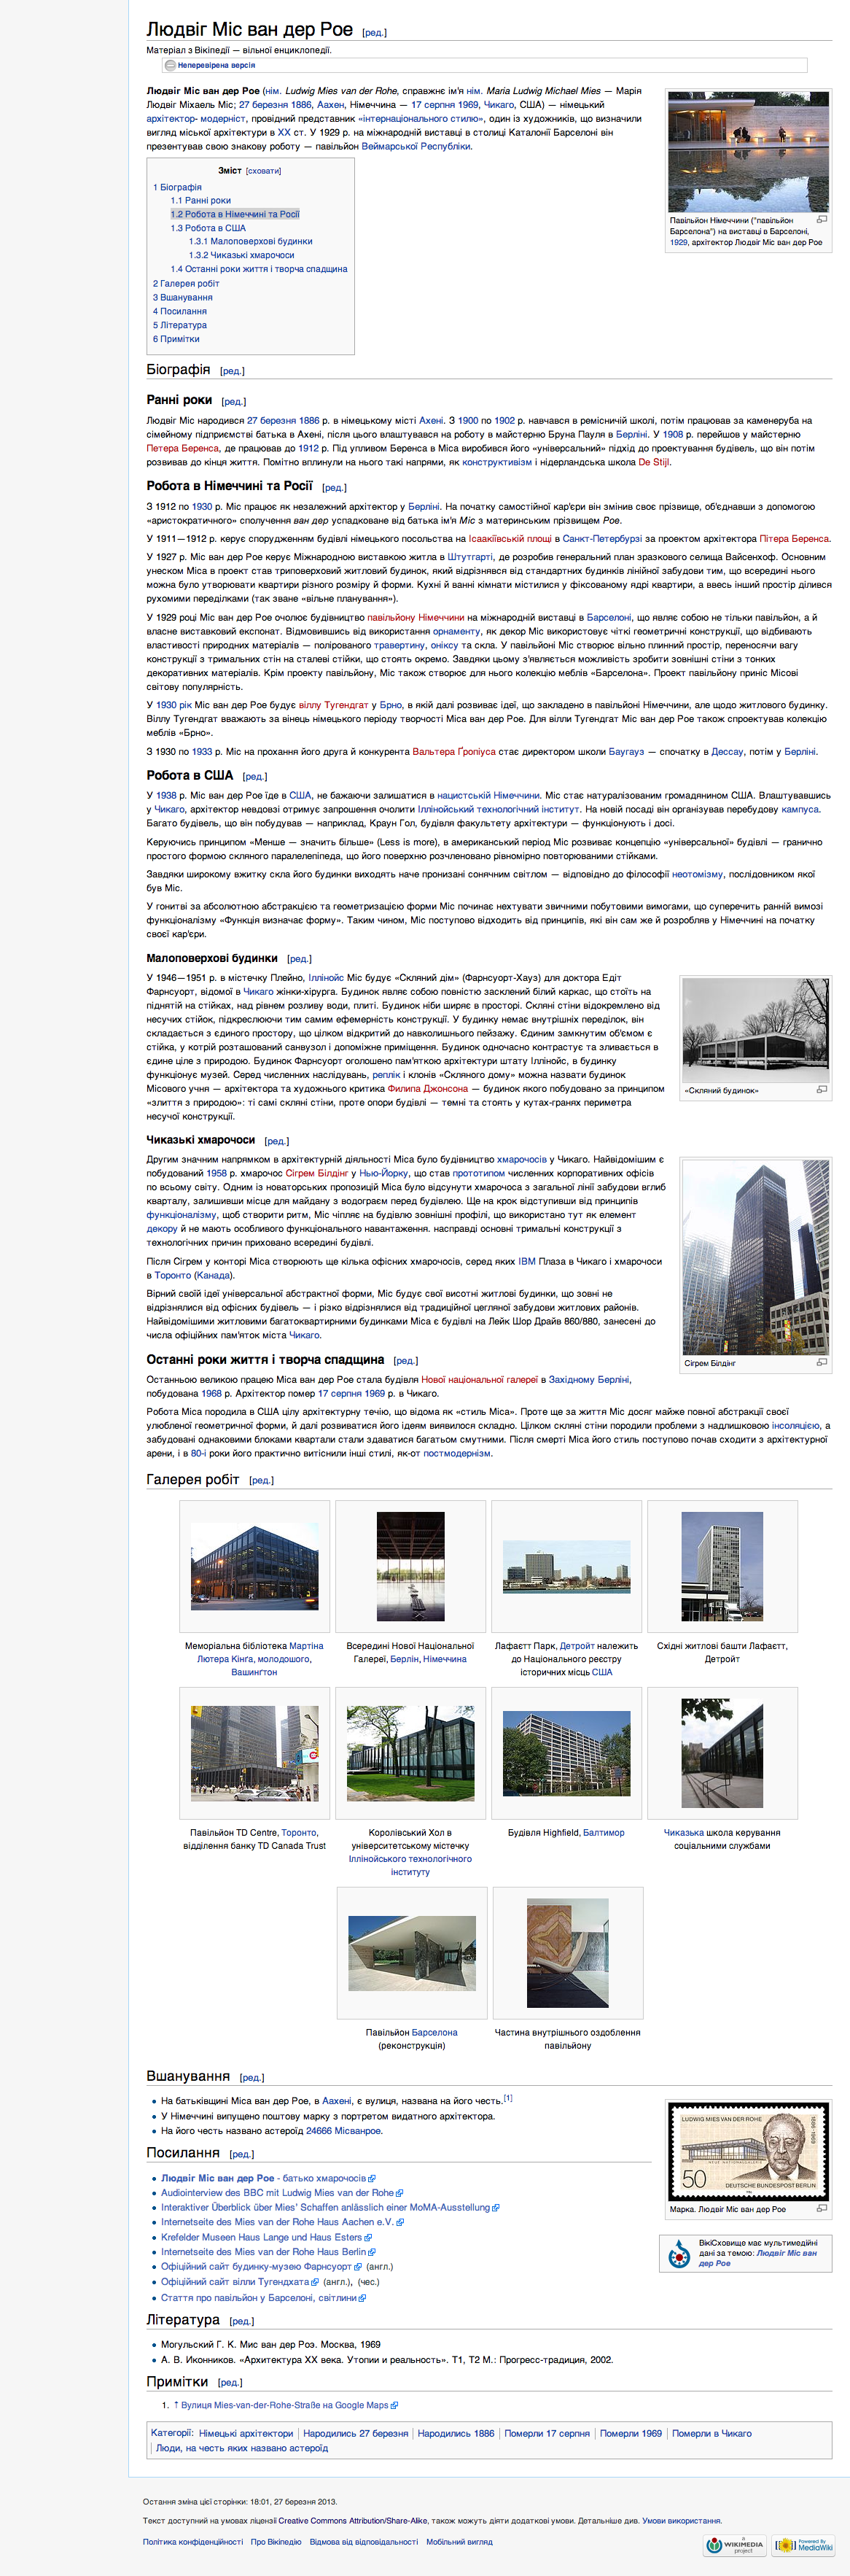 Людвіг Міс ван дер Рое [ред.]
Матеріал з Вікіпедії — вільної енциклопедії.
Неперевірена версія
Людвіг Міс ван дер Рое (нім. Ludwig Mies van der Rohe, справжнє ім'я нім. Maria Ludwig Michael Mies — Марія
Людвіг Міхаель Міс; 27 березня 1886, Аахен, Німеччина — 17 серпня 1969, Чикаго, США) — німецький
архітектор- модерніст, провідний представник «інтернаціонального стилю», один із художників, що визначили
вигляд міської архітектури в XX ст. У 1929 р. на міжнародній виставці в столиці Каталонії Барселоні він
презентував свою знакову роботу — павільйон Веймарської Республіки.
Павільйон Німеччини ("павільйон
Барселона") на виставці в Барселоні,
1929, архітектор Людвіг Міс ван дер Рое
Зміст [сховати]
1 Біографія
1.1 Ранні роки
1.2 Робота в Німеччині та Росії
1.3 Робота в США
1.3.1 Малоповерхові будинки
1.3.2 Чиказькі хмарочоси
1.4 Останні роки життя і творча спадщина
2 Галерея робіт
3 Вшанування
4 Посилання
5 Література
6 Примітки
Біографія [ред.]
Ранні роки [ред.]
Людвіг Міс народився 27 березня 1886 р. в німецькому місті Ахені. З 1900 по 1902 р. навчався в ремісничій школі, потім працював за каменеруба на
сімейному підприємстві батька в Ахені, після цього влаштувався на роботу в майстерню Бруна Пауля в Берліні. У 1908 р. перейшов у майстерню
Петера Беренса, де працював до 1912 р. Під упливом Беренса в Міса виробився його «універсальний» підхід до проектування будівель, що він потім
розвивав до кінця життя. Помітно вплинули на нього такі напрями, як конструктивізм і нідерландська школа De Stijl.
Робота в Німеччині та Росії [ред.]
З 1912 по 1930 р. Міс працює як незалежний архітектор у Берліні. На початку самостійної кар'єри він змінив своє прізвище, об'єднавши з допомогою
«аристократичного» сполучення ван дер успадковане від батька ім'я Міс з материнським прізвищем Рое.
У 1911—1912 р. керує спорудженням будівлі німецького посольства на Ісаакіївській площі в Санкт-Петербурзі за проектом архітектора Пітера Беренса.
У 1927 р. Міс ван дер Рое керує Міжнародною виставкою житла в Штутгарті, де розробив генеральний план зразкового селища Вайсенхоф. Основним
унеском Міса в проект став триповерховий житловий будинок, який відрізнявся від стандартних будинків лінійної забудови тим, що всередині нього
можна було утворювати квартири різного розміру й форми. Кухні й ванні кімнати містилися у фіксованому ядрі квартири, а ввесь інший простір ділився
рухомими переділками (так зване «вільне планування»).
У 1929 році Міс ван дер Рое очолює будівництво павільйону Німеччини на міжнародній виставці в Барселоні, що являє собою не тільки павільйон, а й
власне виставковий експонат. Відмовившись від використання орнаменту, як декор Міс використовує чіткі геометричні конструкції, що відбивають
властивості природних матеріалів — полірованого травертину, оніксу та скла. У павільйоні Міс створює вільно плинний простір, переносячи вагу
конструкції з тримальних стін на сталеві стійки, що стоять окремо. Завдяки цьому з'являється можливість зробити зовнішні стіни з тонких
декоративних матеріалів. Крім проекту павільйону, Міс також створює для нього колекцію меблів «Барселона». Проект павільйону приніс Місові
світову популярність.
У 1930 рік Міс ван дер Рое будує віллу Тугендгат у Брно, в якій далі розвиває ідеї, що закладено в павільйоні Німеччини, але щодо житлового будинку.
Віллу Тугендгат вважають за вінець німецького періоду творчості Міса ван дер Рое. Для вілли Тугендгат Міс ван дер Рое також спроектував колекцію
меблів «Брно».
З 1930 по 1933 р. Міс на прохання його друга й конкурента Вальтера Ґропіуса стає директором школи Баугауз — спочатку в Дессау, потім у Берліні.
Робота в США [ред.]
У 1938 р. Міс ван дер Рое їде в США, не бажаючи залишатися в нацистській Німеччині. Міс стає натуралізованим громадянином США. Влаштувавшись
у Чикаго, архітектор невдовзі отримує запрошення очолити Іллінойський технологічний інститут. На новій посаді він організував перебудову кампуса.
Багато будівель, що він побудував — наприклад, Краун Гол, будівля факультету архітектури — функціонують і досі.
Керуючись принципом «Менше — значить більше» (Less is more), в американський період Міс розвиває концепцію «універсальної» будівлі — гранично
простого формою скляного паралелепіпеда, що його поверхню розчленовано рівномірно повторюваними стійками.
Завдяки широкому вжитку скла його будинки виходять наче пронизані сонячним світлом — відповідно до філософії неотомізму, послідовником якої
був Міс.
У гонитві за абсолютною абстракцією та геометризацією форми Міс починає нехтувати звичними побутовими вимогами, що суперечить ранній вимозі
функціоналізму «Функція визначає форму». Таким чином, Міс поступово відходить від принципів, які він сам же й розробляв у Німеччині на початку
своєї кар'єри.
Малоповерхові будинки [ред.]
У 1946—1951 р. в містечку Плейно, Іллінойс Міс будує «Скляний дім» (Фарнсуорт-Хауз) для доктора Едіт
Фарнсуорт, відомої в Чикаго жінки-хірурга. Будинок являє собою повністю засклений білий каркас, що стоїть на
піднятій на стійках, над рівнем розливу води, плиті. Будинок ніби ширяє в просторі. Скляні стіни відокремлено від
несучих стійок, підкреслюючи тим самим ефемерність конструкції. У будинку немає внутрішніх переділок, він
складається з єдиного простору, що цілком відкритий до навколишнього пейзажу. Єдиним замкнутим об'ємом є
стійка, у котрій розташований санвузол і допоміжне приміщення. Будинок одночасно контрастує та зливається в
єдине ціле з природою. Будинок Фарнсуорт оголошено пам'яткою архітектури штату Іллінойс, в будинку
функціонує музей. Серед численних наслідувань, реплік і клонів «Скляного дому» можна назвати будинок
Місового учня — архітектора та художнього критика Филипа Джонсона — будинок якого побудовано за принципом
«злиття з природою»: ті самі скляні стіни, проте опори будівлі — темні та стоять у кутах-гранях периметра
несучої конструкції.
«Скляний будинок»
Чиказькі хмарочоси [ред.]
Другим значним напрямком в архітектурній діяльності Міса було будівництво хмарочосів у Чикаго. Найвідомішим є
побудований 1958 р. хмарочос Сігрем Білдінг у Нью-Йорку, що став прототипом численних корпоративних офісів
по всьому світу. Одним із новаторських пропозицій Міса було відсунути хмарочоса з загальної лінії забудови вглиб
кварталу, залишивши місце для майдану з водограєм перед будівлею. Ще на крок відступивши від принципів
функціоналізму, щоб створити ритм, Міс чіпляє на будівлю зовнішні профілі, що використано тут як елемент
декору й не мають особливого функціонального навантаження. насправді основні тримальні конструкції з
технологічних причин приховано всередині будівлі.
Після Сігрем у конторі Міса створюють ще кілька офісних хмарочосів, серед яких IBM Плаза в Чикаго і хмарочоси
в Торонто (Канада).
Вірний своїй ідеї універсальної абстрактної форми, Міс будує свої висотні житлові будинки, що зовні не
відрізнялися від офісних будівель — і різко відрізнялися від традиційної цегляної забудови житлових районів.
Найвідомішими житловими багатоквартирними будинками Міса є будівлі на Лейк Шор Драйв 860/880, занесені до
числа офіційних пам'яток міста Чикаго.
Сігрем Білдінг
Останні роки життя і творча спадщина [ред.]
Останньою великою працею Міса ван дер Рое стала будівля Нової національної галереї в Західному Берліні,
побудована 1968 р. Архітектор помер 17 серпня 1969 р. в Чикаго.
Робота Міса породила в США цілу архітектурну течію, що відома як «стиль Міса». Проте ще за життя Міс досяг майже повної абстракції своєї
улюбленої геометричної форми, й далі розвиватися його ідеям виявилося складно. Цілком скляні стіни породили проблеми з надлишковою інсоляцією, а
забудовані однаковими блоками квартали стали здаватися багатьом смутними. Після смерті Міса його стиль поступово почав сходити з архітектурної
арени, і в 80-і роки його практично витіснили інші стилі, як-от постмодернізм.
Галерея робіт [ред.]
Меморіальна бібліотека Мартіна
Лютера Кінга, молодошого,
Вашинґтон
Всередині Нової Національної
Галереї, Берлін, Німеччина
Лафаєтт Парк, Детройт належить
до Національного реєстру
історичних місць США
Східні житлові башти Лафаєтт,
Детройт
Павільйон TD Centre, Торонто,
відділення банку TD Canada Trust
Королівський Хол в
університетському містечку
Іллінойського технологічного
інституту
Будівля Highfield, Балтимор
Чиказька школа керування
соціальними службами
Павільйон Барселона
(реконструкція)
Частина внутрішнього оздоблення
павільйону
Вшанування [ред.]
На батьківщині Міса ван дер Рое, в Аахені, є вулиця, названа на його честь.[1]
У Німеччині випущено поштову марку з портретом видатного архітектора.
На його честь названо астероїд 24666 Місванрое.
LUDWIG MIES VAN DER ROHE
1886-1969
NEUE NATIONALGALERIE
50
DEUTSCHE BUNDESPOST BERLIN
Марка. Людвіг Міс ван дер Рое
Посилання [ред.]
Людвіг Міс ван дер Рое - батько хмарочосів
Audiointerview des BBC mit Ludwig Mies van der Rohe
Interaktiver Überblick über Mies' Schaffen anlässlich einer MoMA-Ausstellung
Internetseite des Mies van der Rohe Haus Aachen e.V.
Krefelder Museen Haus Lange und Haus Esters
Internetseite des Mies van der Rohe Haus Berlin
Офіційний сайт будинку-музею Фарнсуорт (англ.)
Офіційний сайт вілли Тугендхата (англ.), (чес.)
Стаття про павільйон у Барселоні, світлини
ВікіСховище має мультимедійні
дані за темою: Людвіг Міс ван
дер Рое
Література [ред.]
Могульский Г. К. Мис ван дер Роэ. Москва, 1969
А. В. Иконников. «Архитектура XX века. Утопии и реальность». Т1, Т2 М.: Прогресс-традиция, 2002.
Примітки [ред.]
1. ↑ Вулиця Mies-van-der-Rohe-Straße на Google Maps
Категорії: Німецькі архітектори | Народились 27 березня | Народились 1886 | Померли 17 серпня | Померли 1969 | Померли в Чикаго
| Люди, на честь яких названо астероїд
Остання зміна цієї сторінки: 18:01, 27 березня 2013.
Текст доступний на умовах ліцензії Creative Commons Attribution/Share-Alike, також можуть діяти додаткові умови. Детальніше див. Умови використання.
Політика конфіденційності Про Вікіпедію Відмова від відповідальності Мобільний вигляд
A WIKIMEDIA project
Powered By MediaWiki